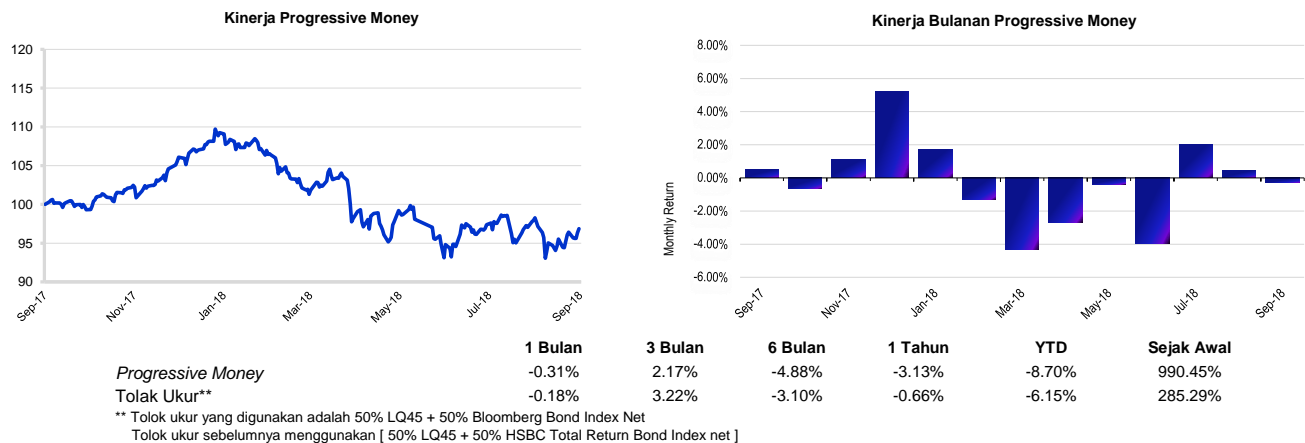 Kinerja Progressive Money
120
115
110
105
100
95
90
Sep-17
Nov-17
Jan-18
Mar-18
May-18
Jul-18
Sep-18
Kinerja Bulanan Progressive Money
Monthly Return
8.00%
6.00%
4.00%
2.00%
0.00%
-2.00%
-4.00%
-6.00%
Sep-17
Nov-17
Jan-18
Mar-18
May-18
Jul-18
Sep-18
1 Bulan 3 Bulan 6 Bulan 1 Tahun YTD Sejak Awal
Progressive Money -0.31% 2.17% -4.88% -3.13% -8.70% 990.45%
Tolak Ukur** -0.18% 3.22% -3.10% -0.66% -6.15% 285.29%
** Tolok ukur yang digunakan adalah 50% LQ45 + 50% Bloomberg Bond Index Net
Tolok ukur sebelumnya menggunakan [ 50% LQ45 + 50% HSBC Total Return Bond Index net ]